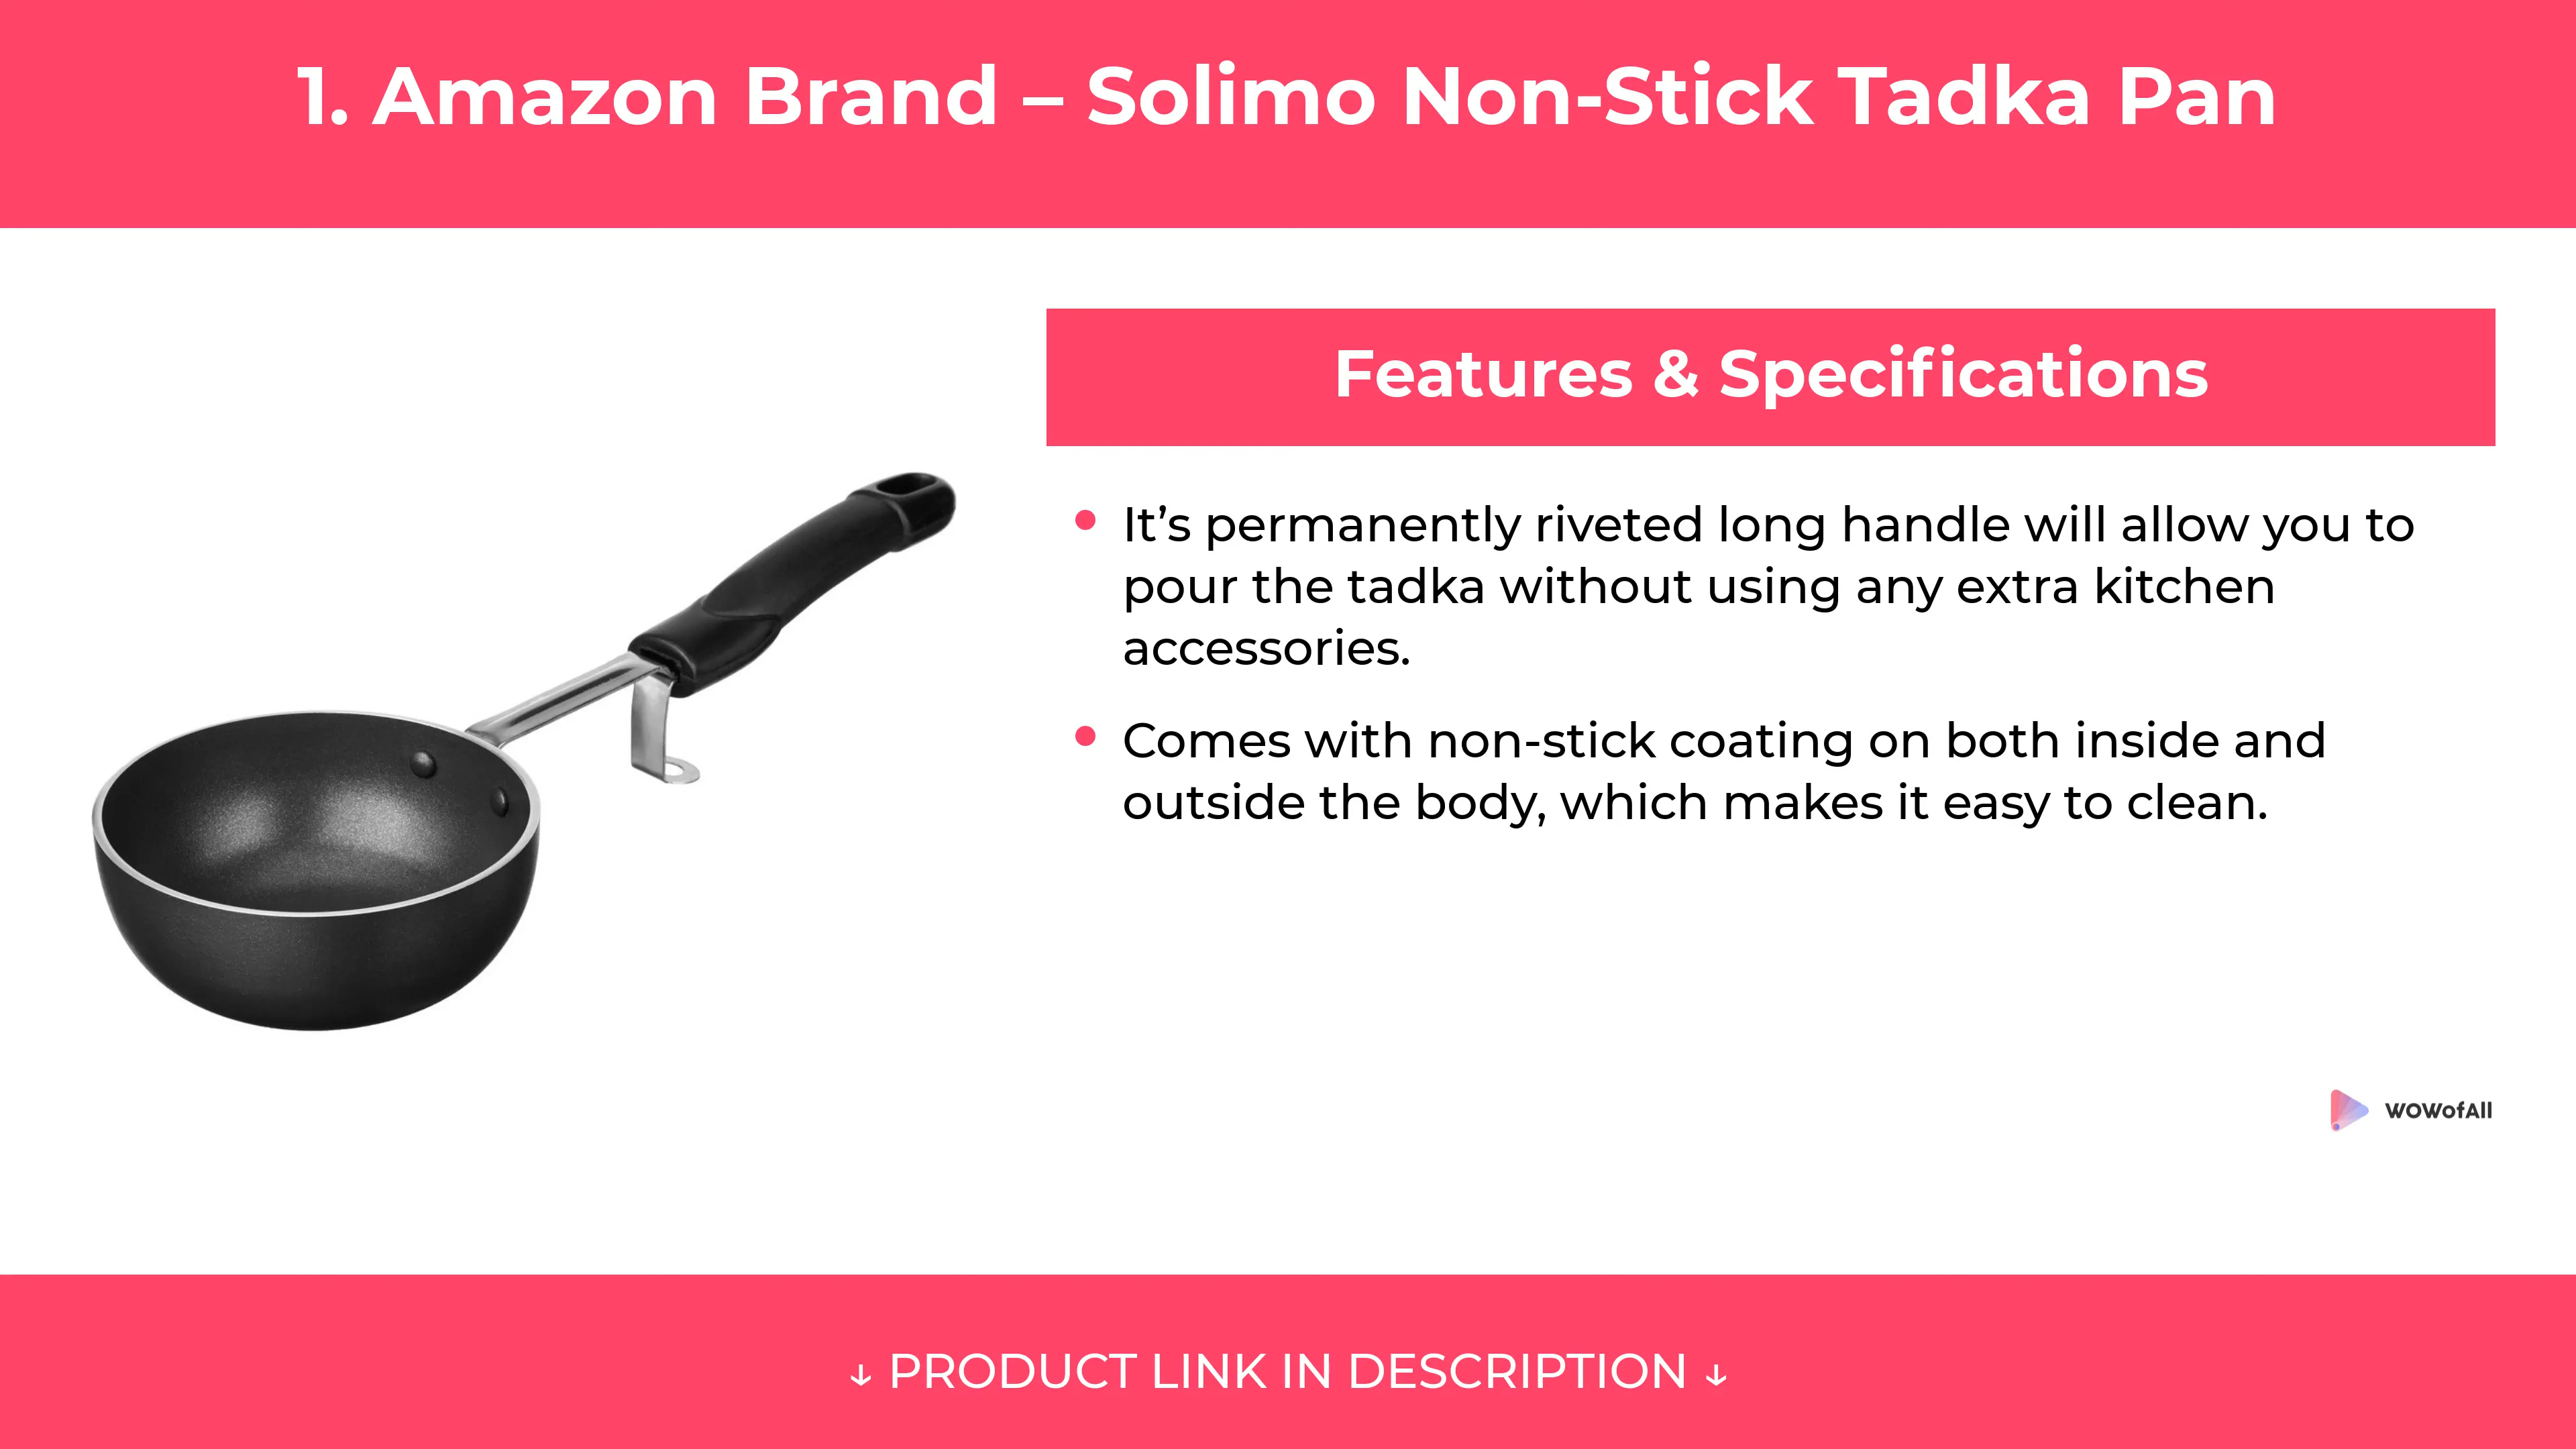 1. Amazon Brand – Solimo Non-Stick Tadka Pan
Features & Specifications
• It’s permanently riveted long handle will allow you to
pour the tadka without using any extra kitchen
accessories.
• Comes with non-stick coating on both inside and
outside the body, which makes it easy to clean.
WOWofAll
↓ PRODUCT LINK IN DESCRIPTION ↓